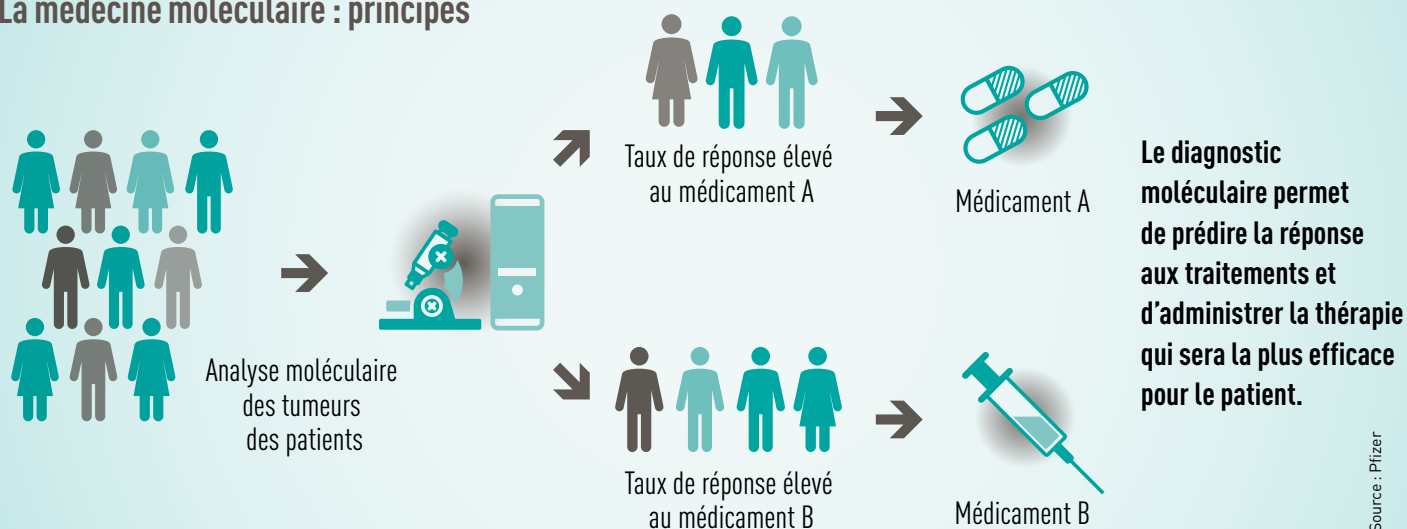 La médecine moléculaire : principes
Analyse moléculaire
des tumeurs
des patients
Taux de réponse élevé
au médicament A
Médicament A
Taux de réponse élevé
au médicament B
Médicament B
Le diagnostic
moléculaire permet
de prédire la réponse
aux traitements et
d’administrer la thérapie
qui sera la plus efficace
pour le patient.
Source : Pfizer